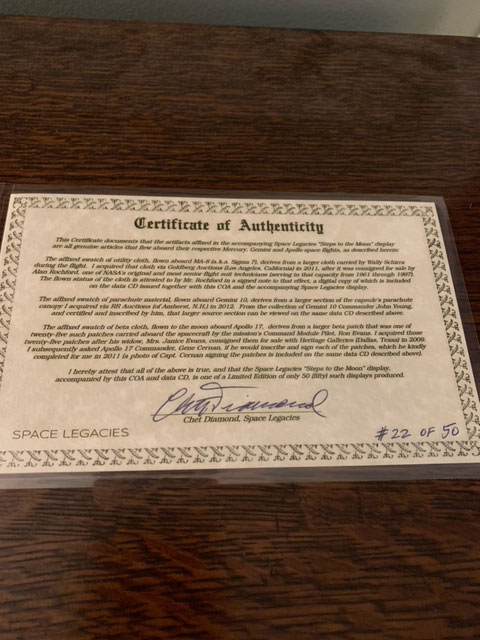 Certificate of Authenticity
This Certificate documents that the artifacts affixed in the accompanying Space Legacies "Steps to the Moon" display
are all genuine articles that flew aboard their respective Mercury, Gemini and Apollo space flights, as described herein:
The affixed swatch of utility cloth, flown aboard MA-8 (a.k.a. Sigma 7), derives from a larger cloth carried by Wally Schirra
during the flight. I acquired that cloth via Goldberg Auctions (Los Angeles, California) in 2011, after it was consigned for sale by
Alan Rochford, one of NASA's original and most senior flight suit technicians (serving in that capacity from 1961 through 1997).
The flown status of the cloth is attested to by Mr. Rochford in a signed note to that effect, a digital copy of which is included
on the data CD issued together with this COA and the accompanying Space Legacies display.
The affixed swatch of parachute material, flown aboard Gemini 10, derives from a larger section of the capsule's parachute
canopy I acquired via RR Auctions (of Amherst, N.H.) in 2012. From the collection of Gemini 10 Commander John Young,
and certified and inscribed by him, that larger source section can be viewed on the same data CD described above.
The affixed swatch of beta cloth, flown to the moon aboard Apollo 17, derives from a larger beta patch that was one of
twenty-five such patches carried aboard the spacecraft by the mission's Command Module Pilot, Ron Evans. I acquired those
twenty-five patches after his widow, Mrs. Janice Evans, consigned them for sale with Heritage Galleries (Dallas, Texas) in 2009.
I subsequently asked Apollo 17 Commander, Gene Cernan, if he would inscribe and sign each of the patches, which he kindly
completed for me in 2011 (a photo of Capt. Cernan signing the patches is included on the same data CD described above).
I hereby attest that all of the above is true, and that the Space Legacies "Steps to the Moon" display,
accompanied by this COA and data CD, is one of a Limited Edition of only 50 (fifty) such displays produced.
Chet Diamond
Chet Diamond, Space Legacies
SPACE LEGACIES
#22 OF 50